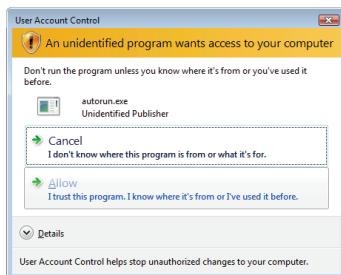 User Account Control
An unidentified program wants access to your computer
Don't run the program unless you know where it's from or you've used it
before.
autorun.exe
Unidentified Publisher
Cancel
I don't know where this program is from or what it's for.
Allow
I trust this program. I know where it's from or I've used it before.
Details
User Account Control helps stop unauthorized changes to your computer.